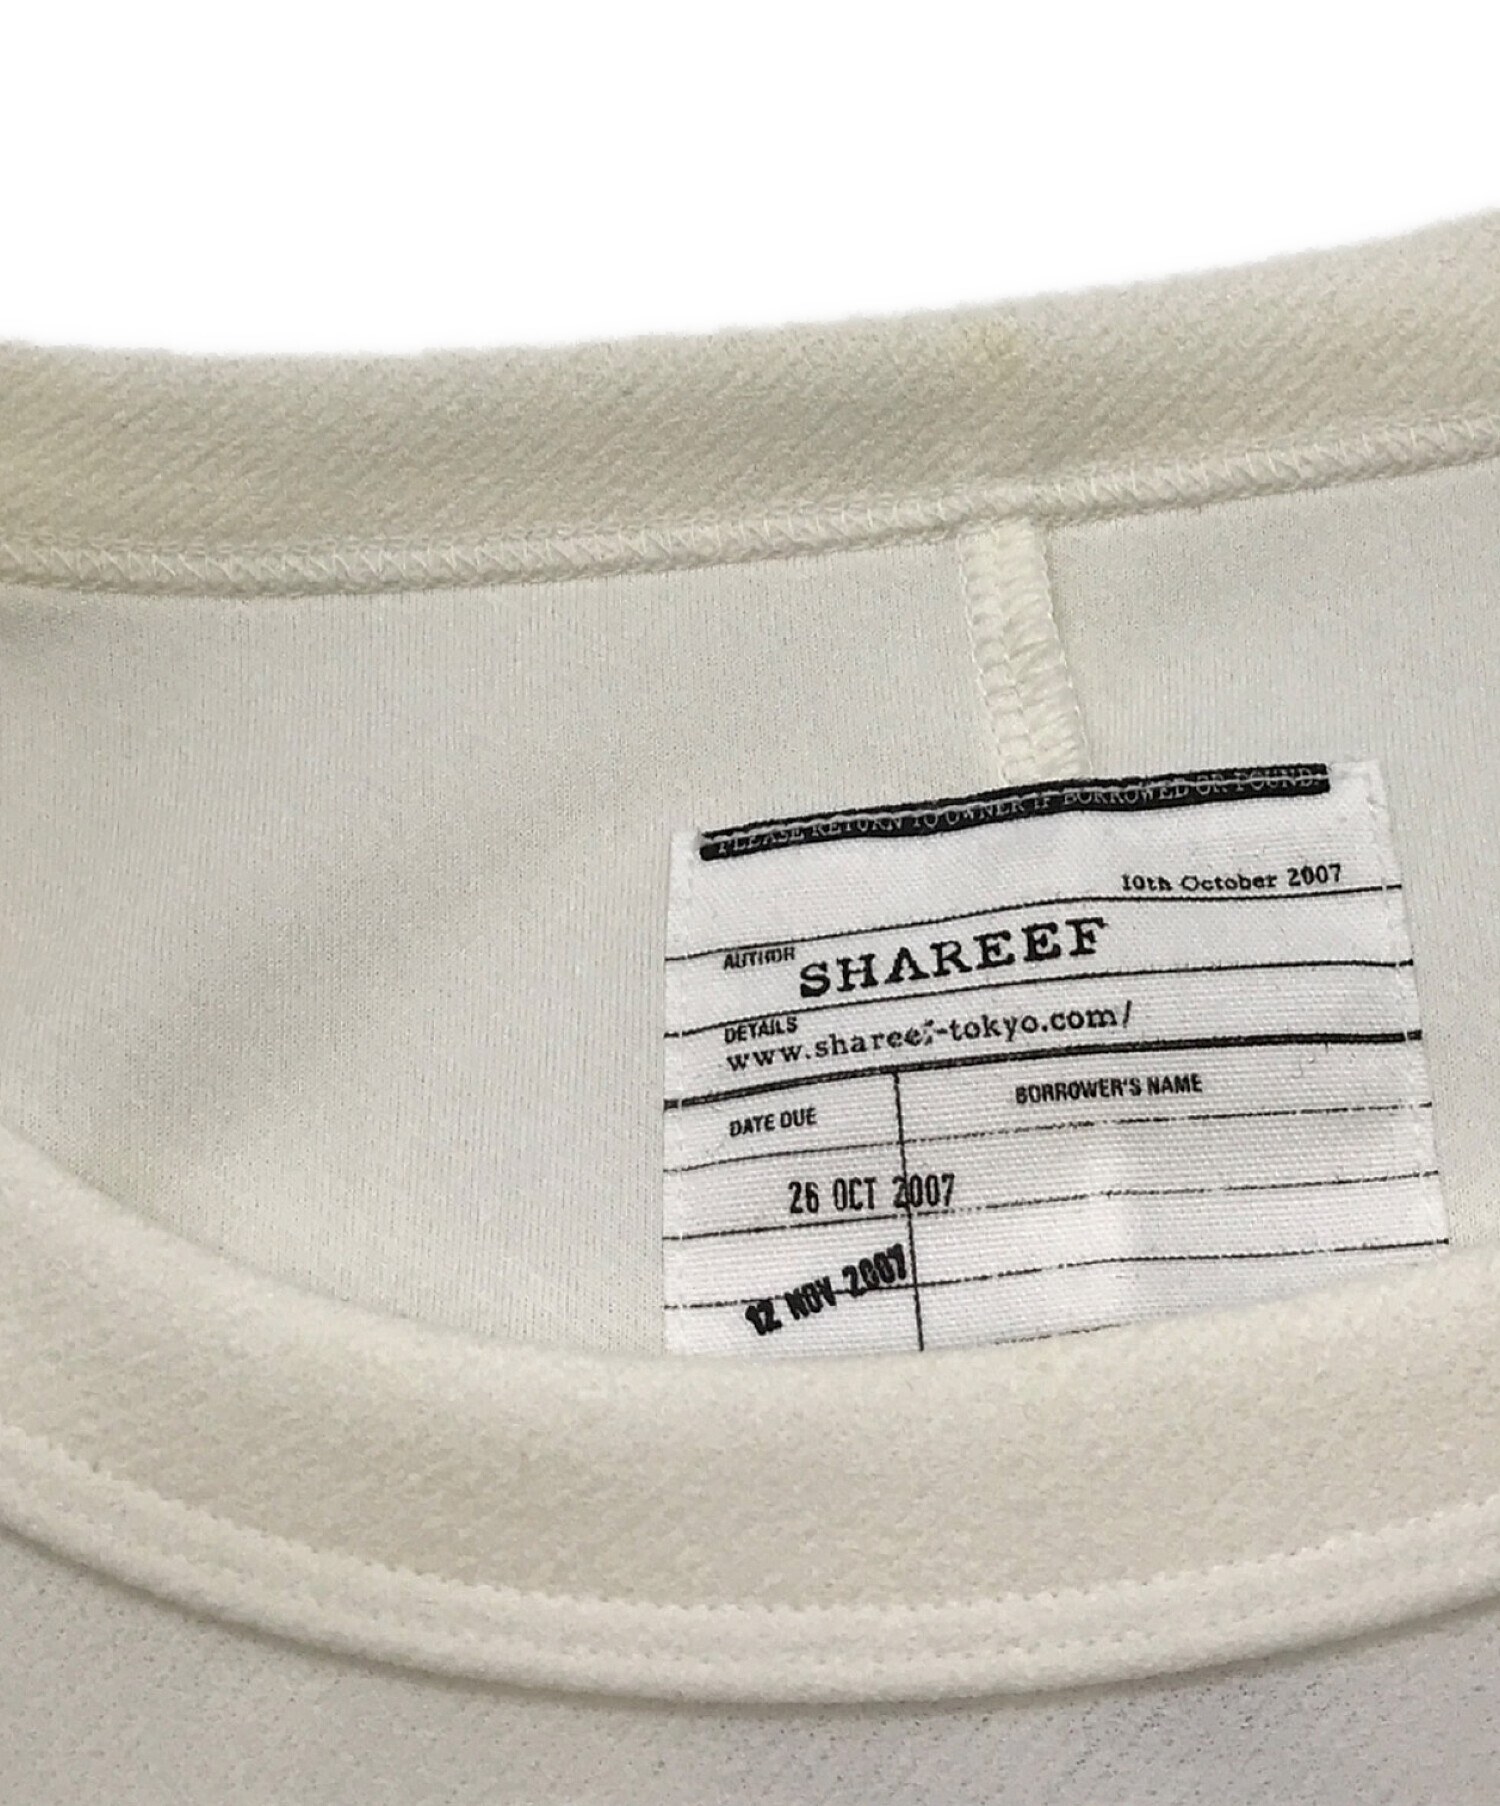 PLEASE RETURN TO OWNER IF BORROWED OR FOUND.
10th October 2007
AUTHOR SHAREEF
DETAILS
www.shareef-tokyo.com/
DATE DUE BORROWER'S NAME
26 OCT 2007
12 NOV 2007